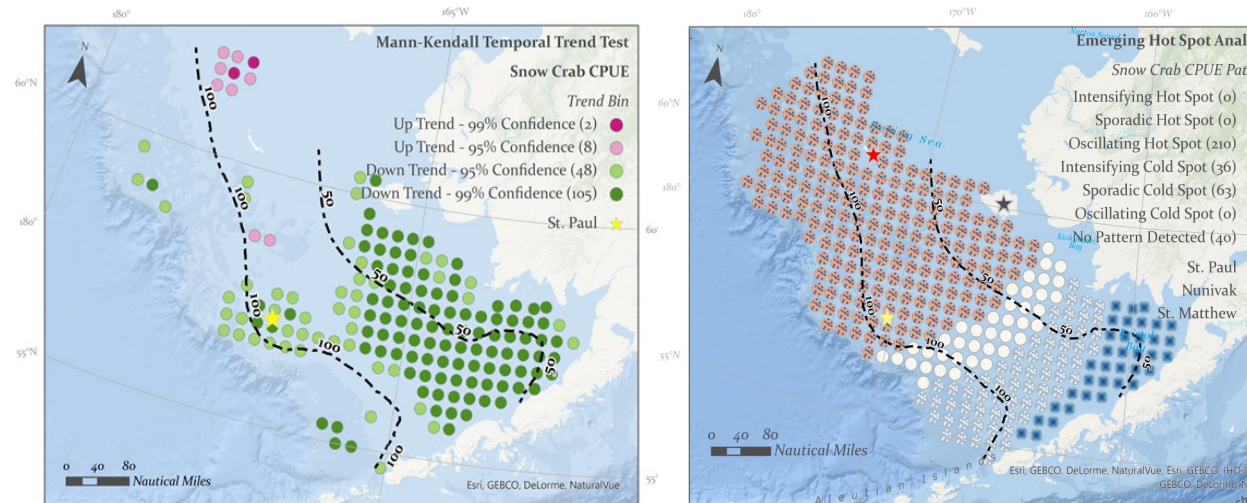 180°
165°W
Mann-Kendall Temporal Trend Test
Snow Crab CPUE
N
60°N
Trend Bin
Up Trend - 99% Confidence (2)
Up Trend - 95% Confidence (8)
Down Trend - 95% Confidence (48)
Down Trend - 99% Confidence (105)
St. Paul
180°
60°
55°N
55°
100
100
100
100
100
50
50
50
50
0 40 80
Nautical Miles
Esri, GEBCO, DeLorme, NaturalVue
180°
170°W
160°W
Norton Sound
Emerging Hot Spot Anal
Snow Crab CPUE Pat
N
60°N
Intensifying Hot Spot (0)
Sporadic Hot Spot (0)
Oscillating Hot Spot (210)
Intensifying Cold Spot (36)
Sporadic Cold Spot (63)
Oscillating Cold Spot (0)
No Pattern Detected (40)
St. Paul
Nunivak
St. Matthew
Bering Sea
Bay
180°
55°N
160°W
100
100
100
100
50
50
50
0 40 80
Nautical Miles
Aleutian Islands
Esri, GEBCO, DeLorme, NaturalVue, Esri, GEBCO, IHO-
GEBCO, DeLorme, N